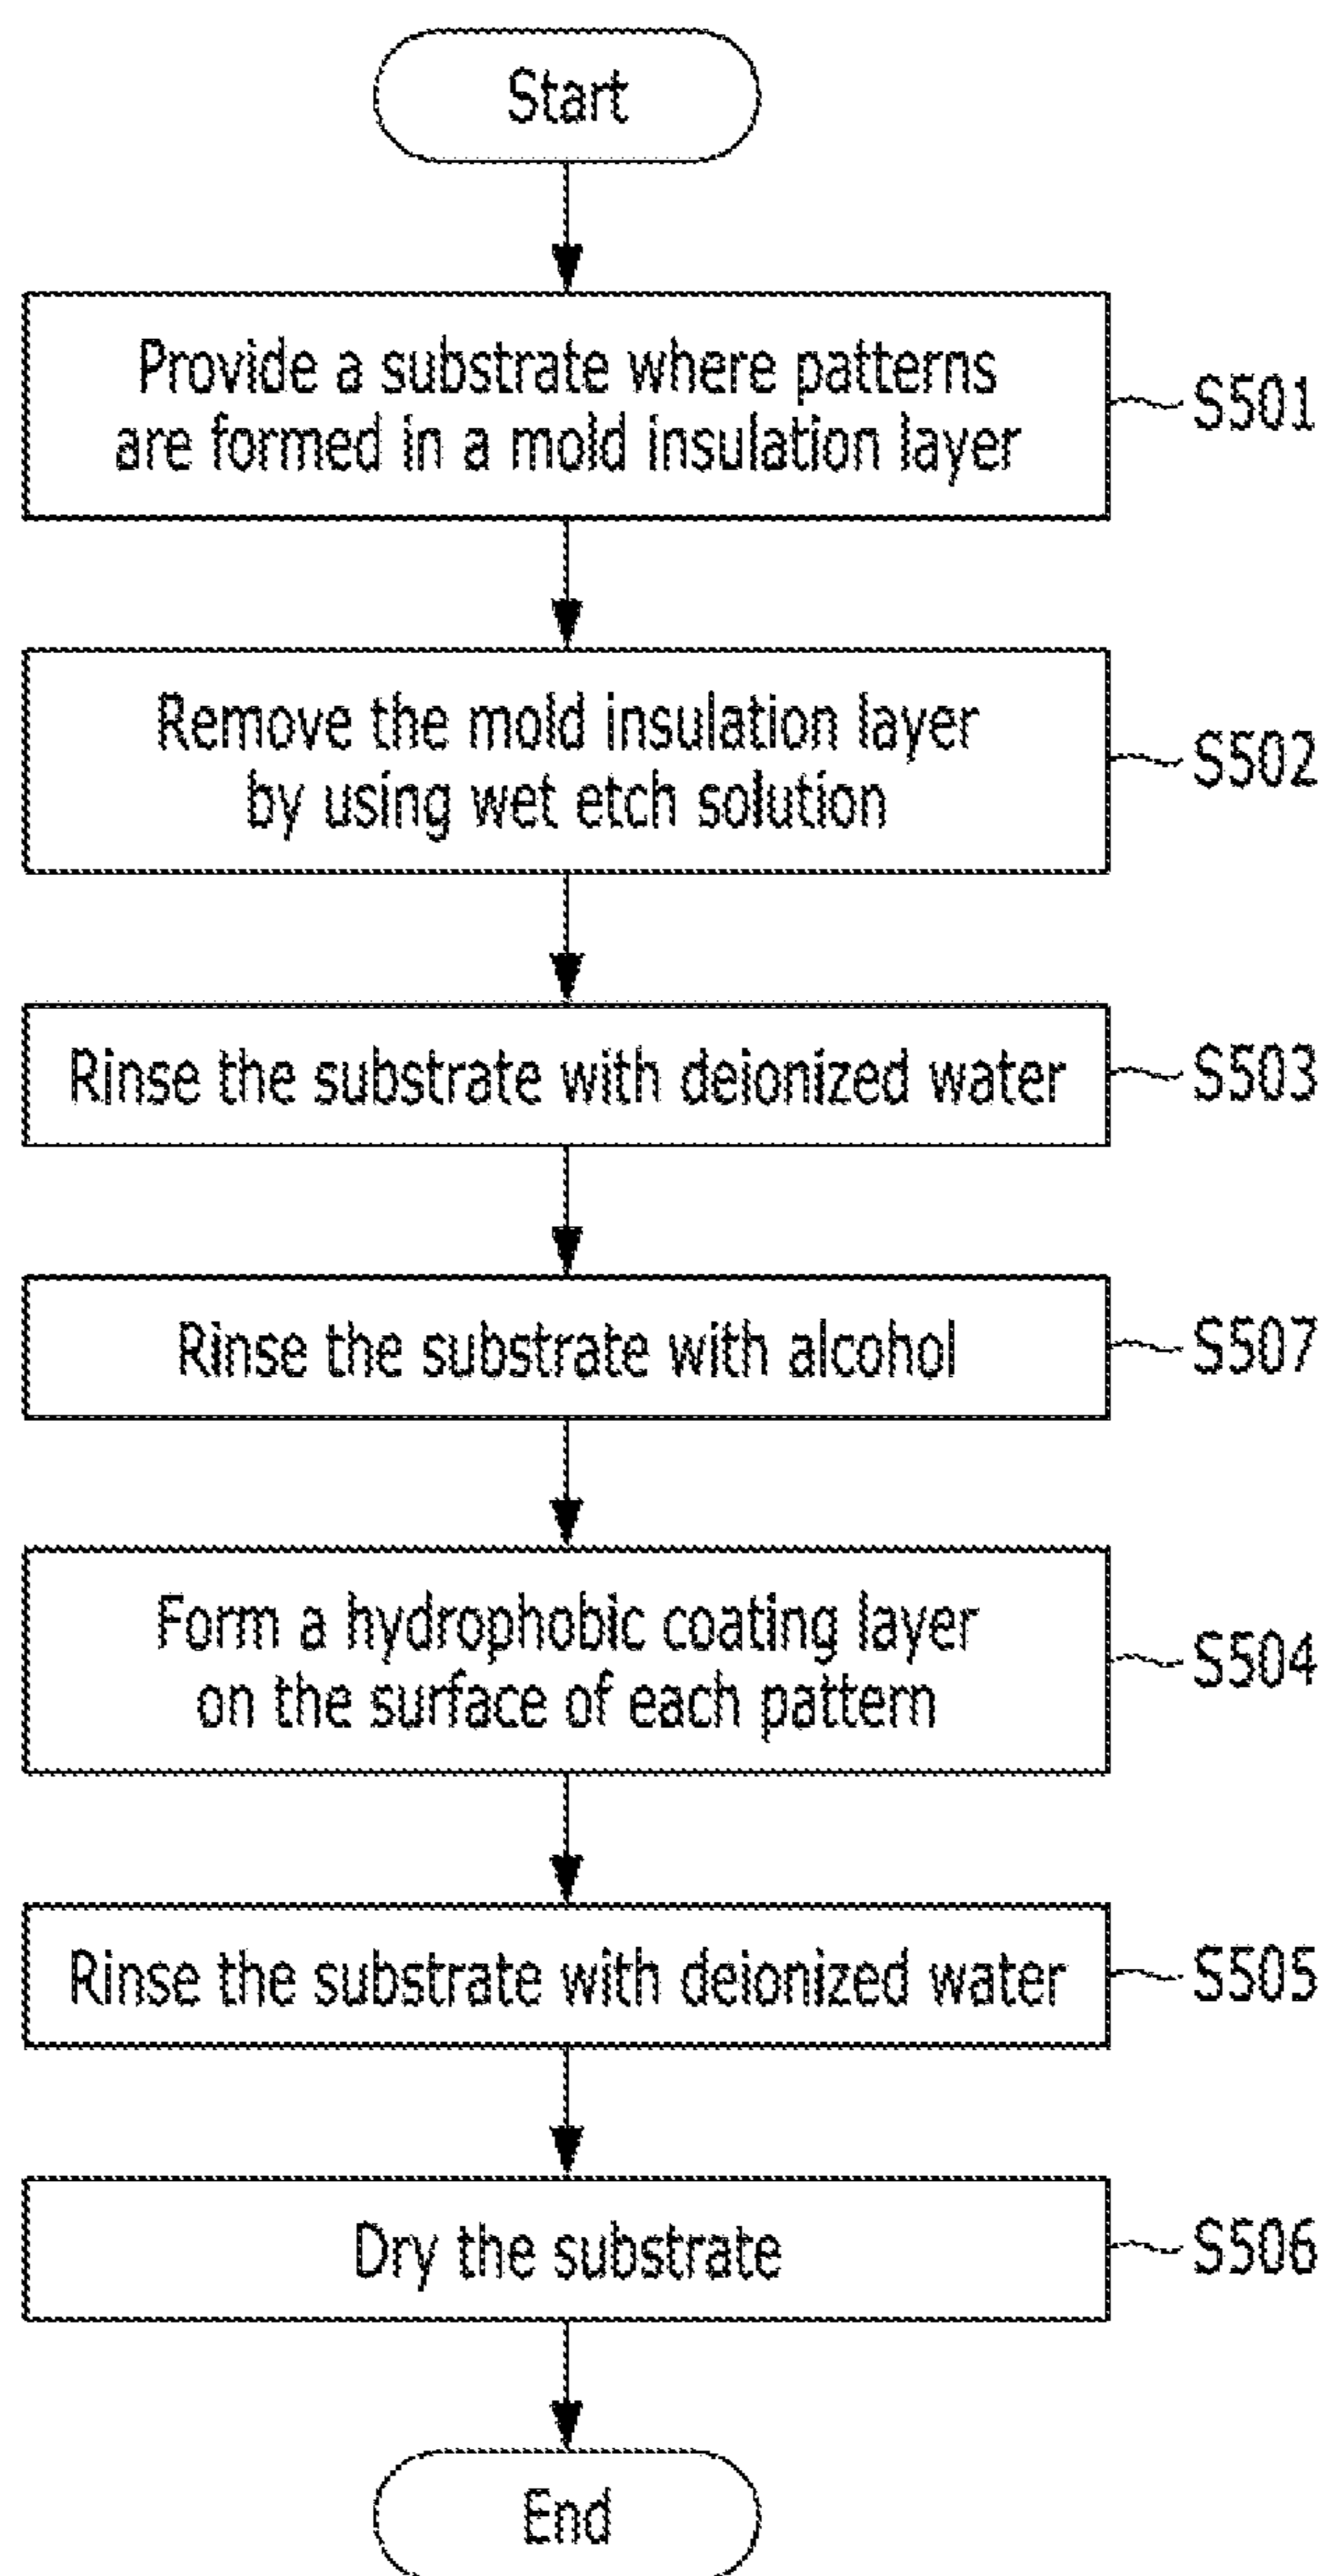 Start
Provide a substrate where patterns
are formed in a mold insulation layer
S501
Remove the mold insulation layer
by using wet etch solution
S502
Rinse the substrate with deionized water
S503
Rinse the substrate with alcohol
S507
Form a hydrophobic coating layer
on the surface of each pattern
S504
Rinse the substrate with deionized water
S505
Dry the substrate
S506
End